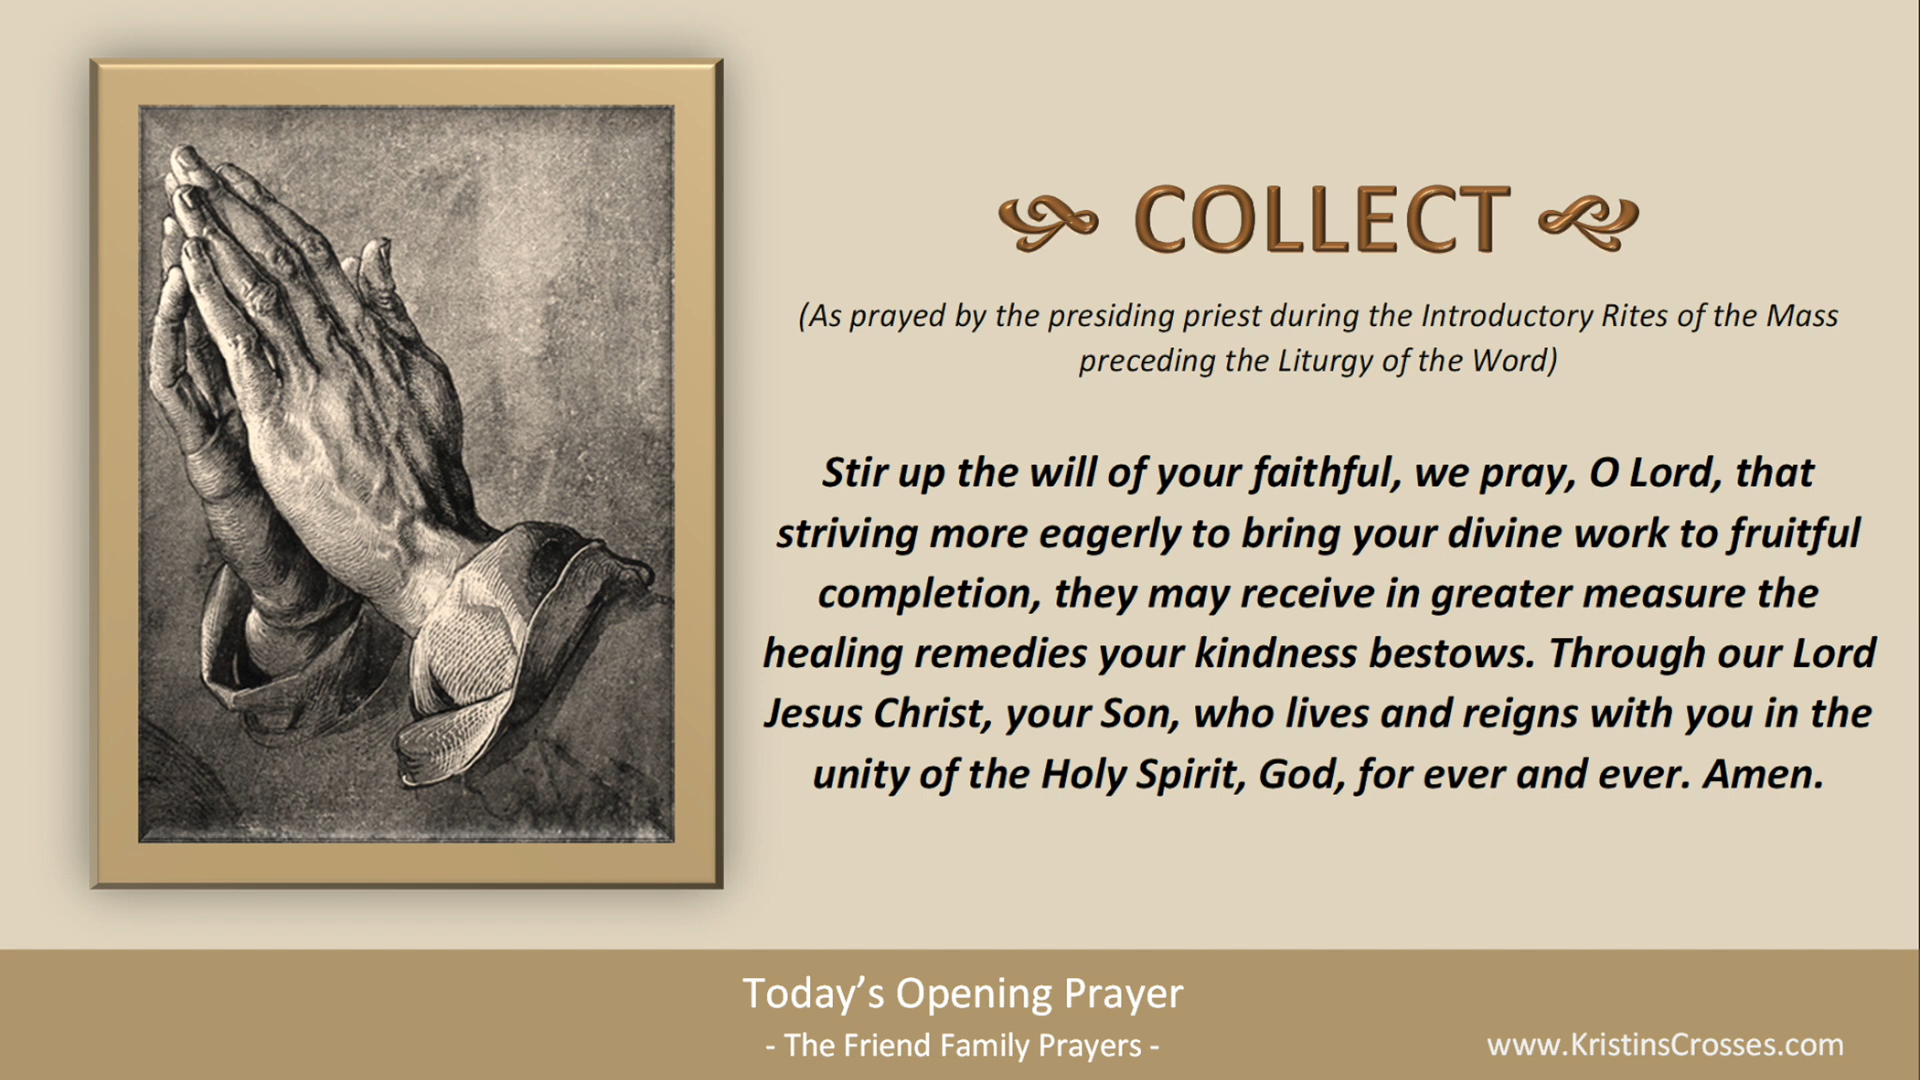 COLLECT
(As prayed by the presiding priest during the Introductory Rites of the Mass
preceding the Liturgy of the Word)
Stir up the will of your faithful, we pray, O Lord, that
striving more eagerly to bring your divine work to fruitful
completion, they may receive in greater measure the
healing remedies your kindness bestows. Through our Lord
Jesus Christ, your Son, who lives and reigns with you in the
unity of the Holy Spirit, God, for ever and ever. Amen.
Today’s Opening Prayer
- The Friend Family Prayers -
www.KristinsCrosses.com